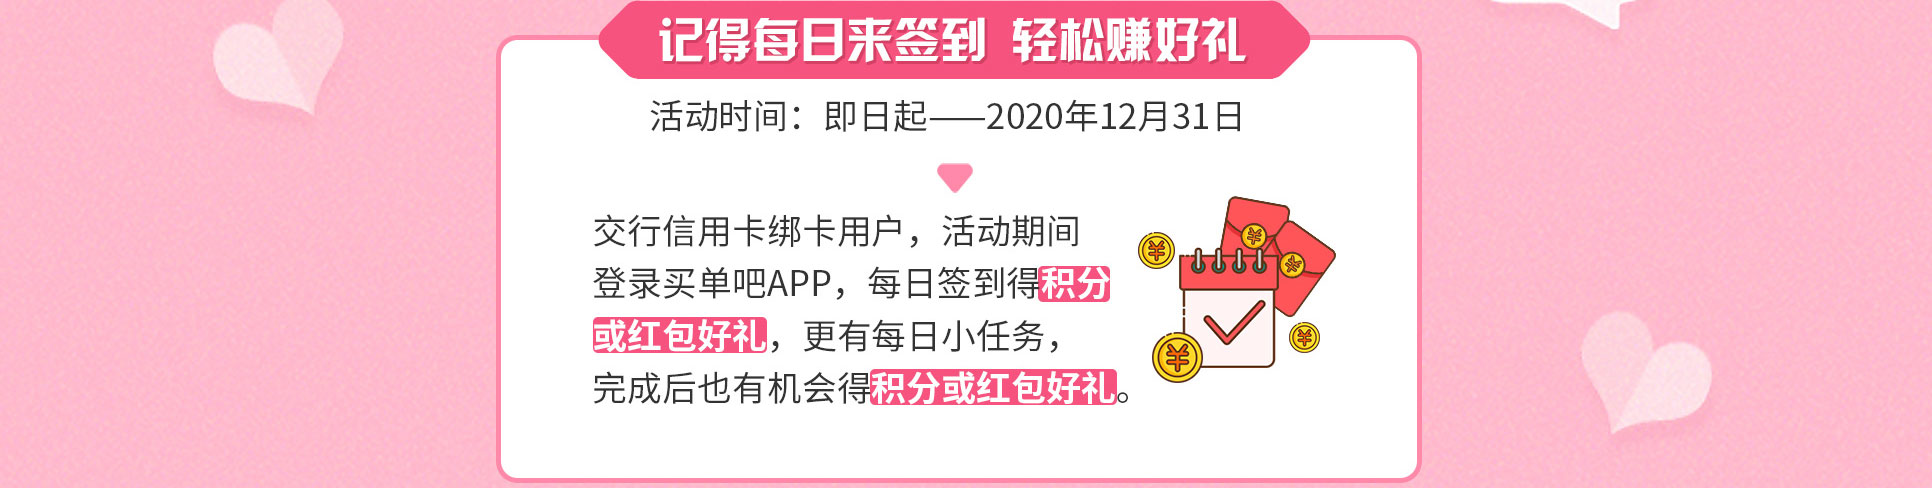 记得每日来签到 轻松赚好礼
活动时间：即日起——2020年12月31日
交行信用卡绑卡用户，活动期间
登录买单吧APP，每日签到得积分
或红包好礼，更有每日小任务，
完成后也有机会得积分或红包好礼。